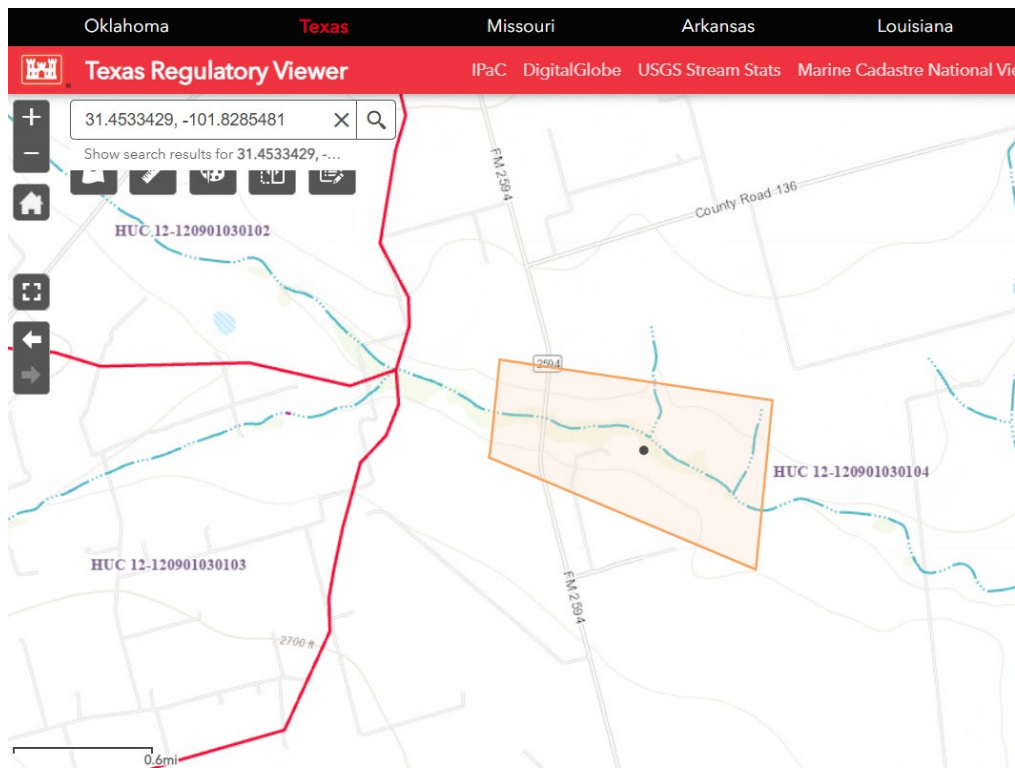 Oklahoma Texas Missouri Arkansas Louisiana
Texas Regulatory Viewer IPaC DigitalGlobe USGS Stream Stats Marine Cadastre National Vie
31.4533429, -101.8285481
Show search results for 31.4533429, -...
FM 2594
County Road 136
HUC 12-120901030102
2594
HUC 12-120901030104
HUC 12-120901030103
FM 2594
2700 ft
0.6mi